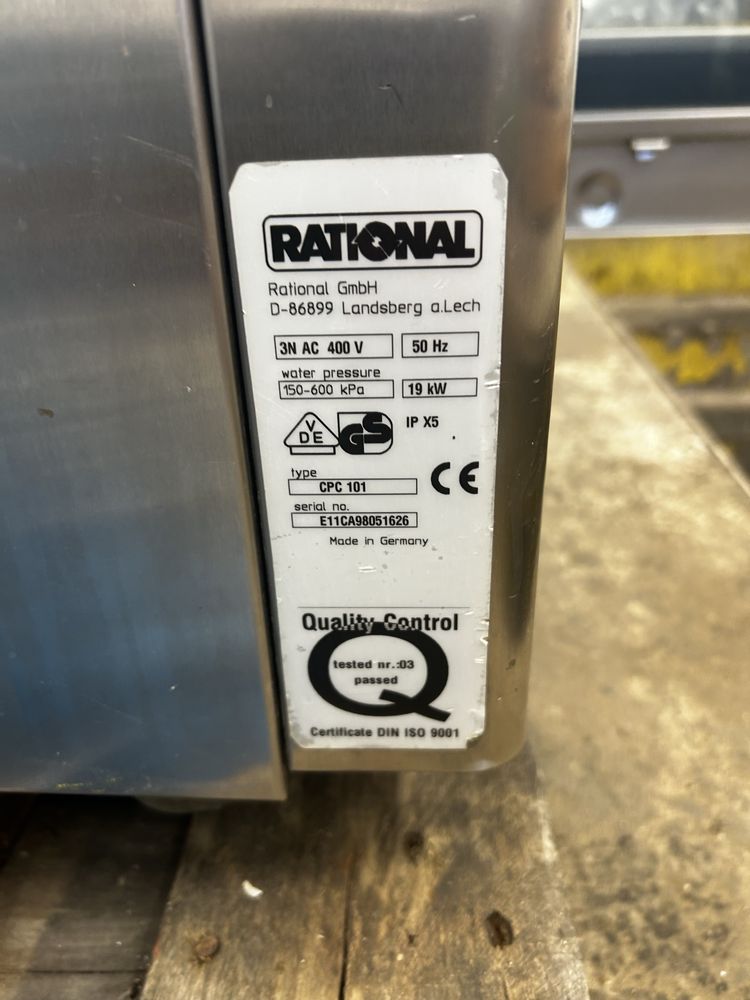 RATIONAL
Rational GmbH
D-86899 Landsberg a.Lech
3N AC 400 V 50 Hz
water pressure
150-600 kPa 19 kW
VDE GS IP X5
type
CPC 101 CE
serial no.
E11CA98051626
Made in Germany
Quality Control
Q
tested nr.:03
passed
Certificate DIN ISO 9001